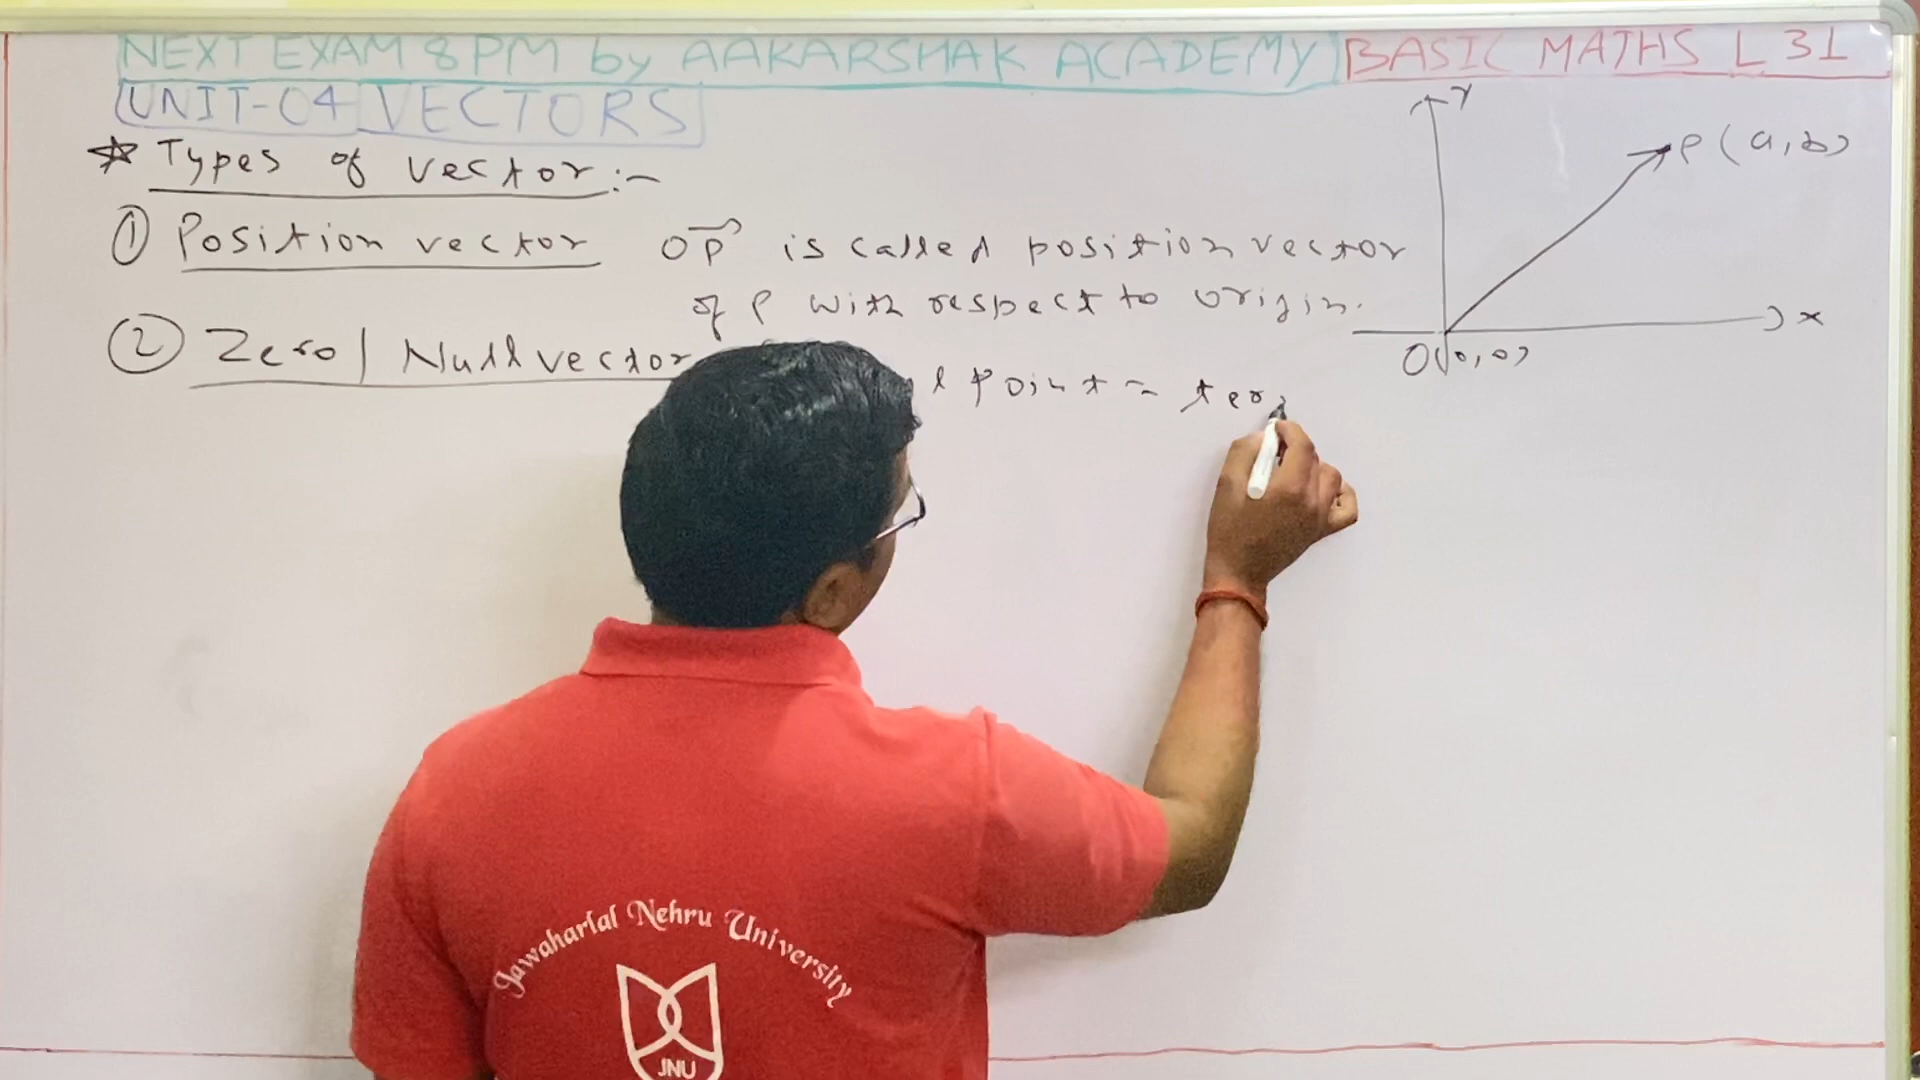 NEXT EXAM 8PM by AAKARSHAK ACADEMY BASIC MATHS L 31
UNIT-04 VECTORS
☆ Types of vector:-
① Position vector OP is called position vector
of P with respect to origin.
② Zero / Null vector
l point = ter
Y
P(a,b)
X
O(0,0)
Jawaharlal Nehru University
JNU